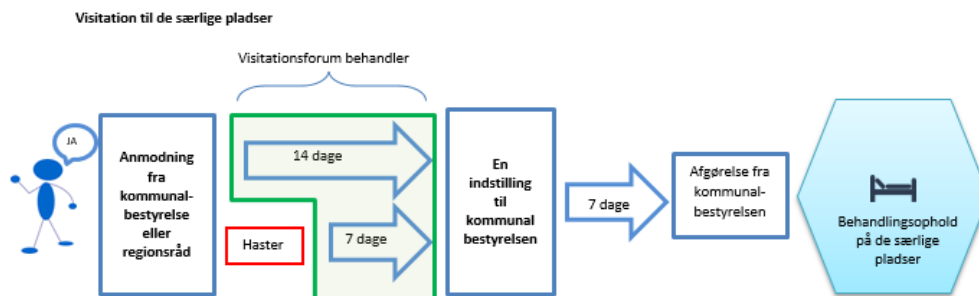 Visitation til de særlige pladser
Visitationsforum behandler
JA
Anmodning
fra
kommunal-
bestyrelse
eller
regionsråd
14 dage
Haster
7 dage
En
indstilling
til
kommunal
bestyrelsen
7 dage
Afgørelse fra
kommunal-
bestyrelsen
Behandlingsophold
på de særlige
pladser